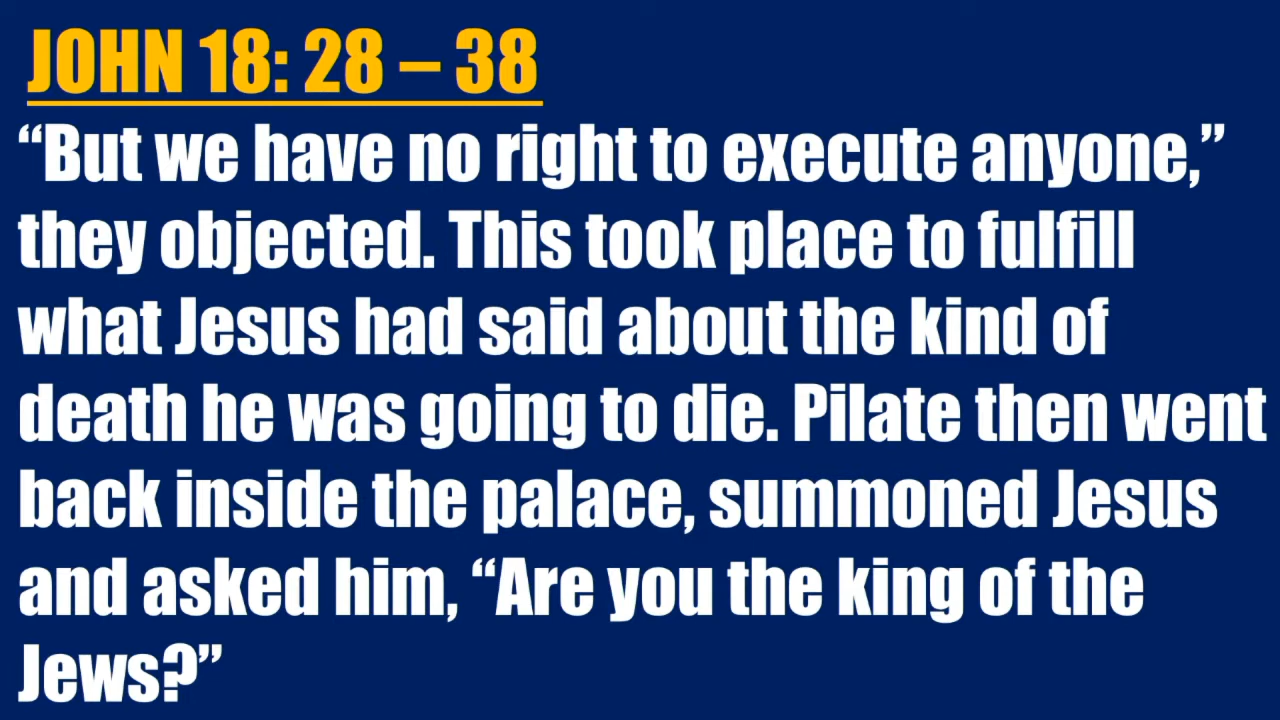 JOHN 18: 28 – 38
“But we have no right to execute anyone,”
they objected. This took place to fulfill
what Jesus had said about the kind of
death he was going to die. Pilate then went
back inside the palace, summoned Jesus
and asked him, “Are you the king of the
Jews?”